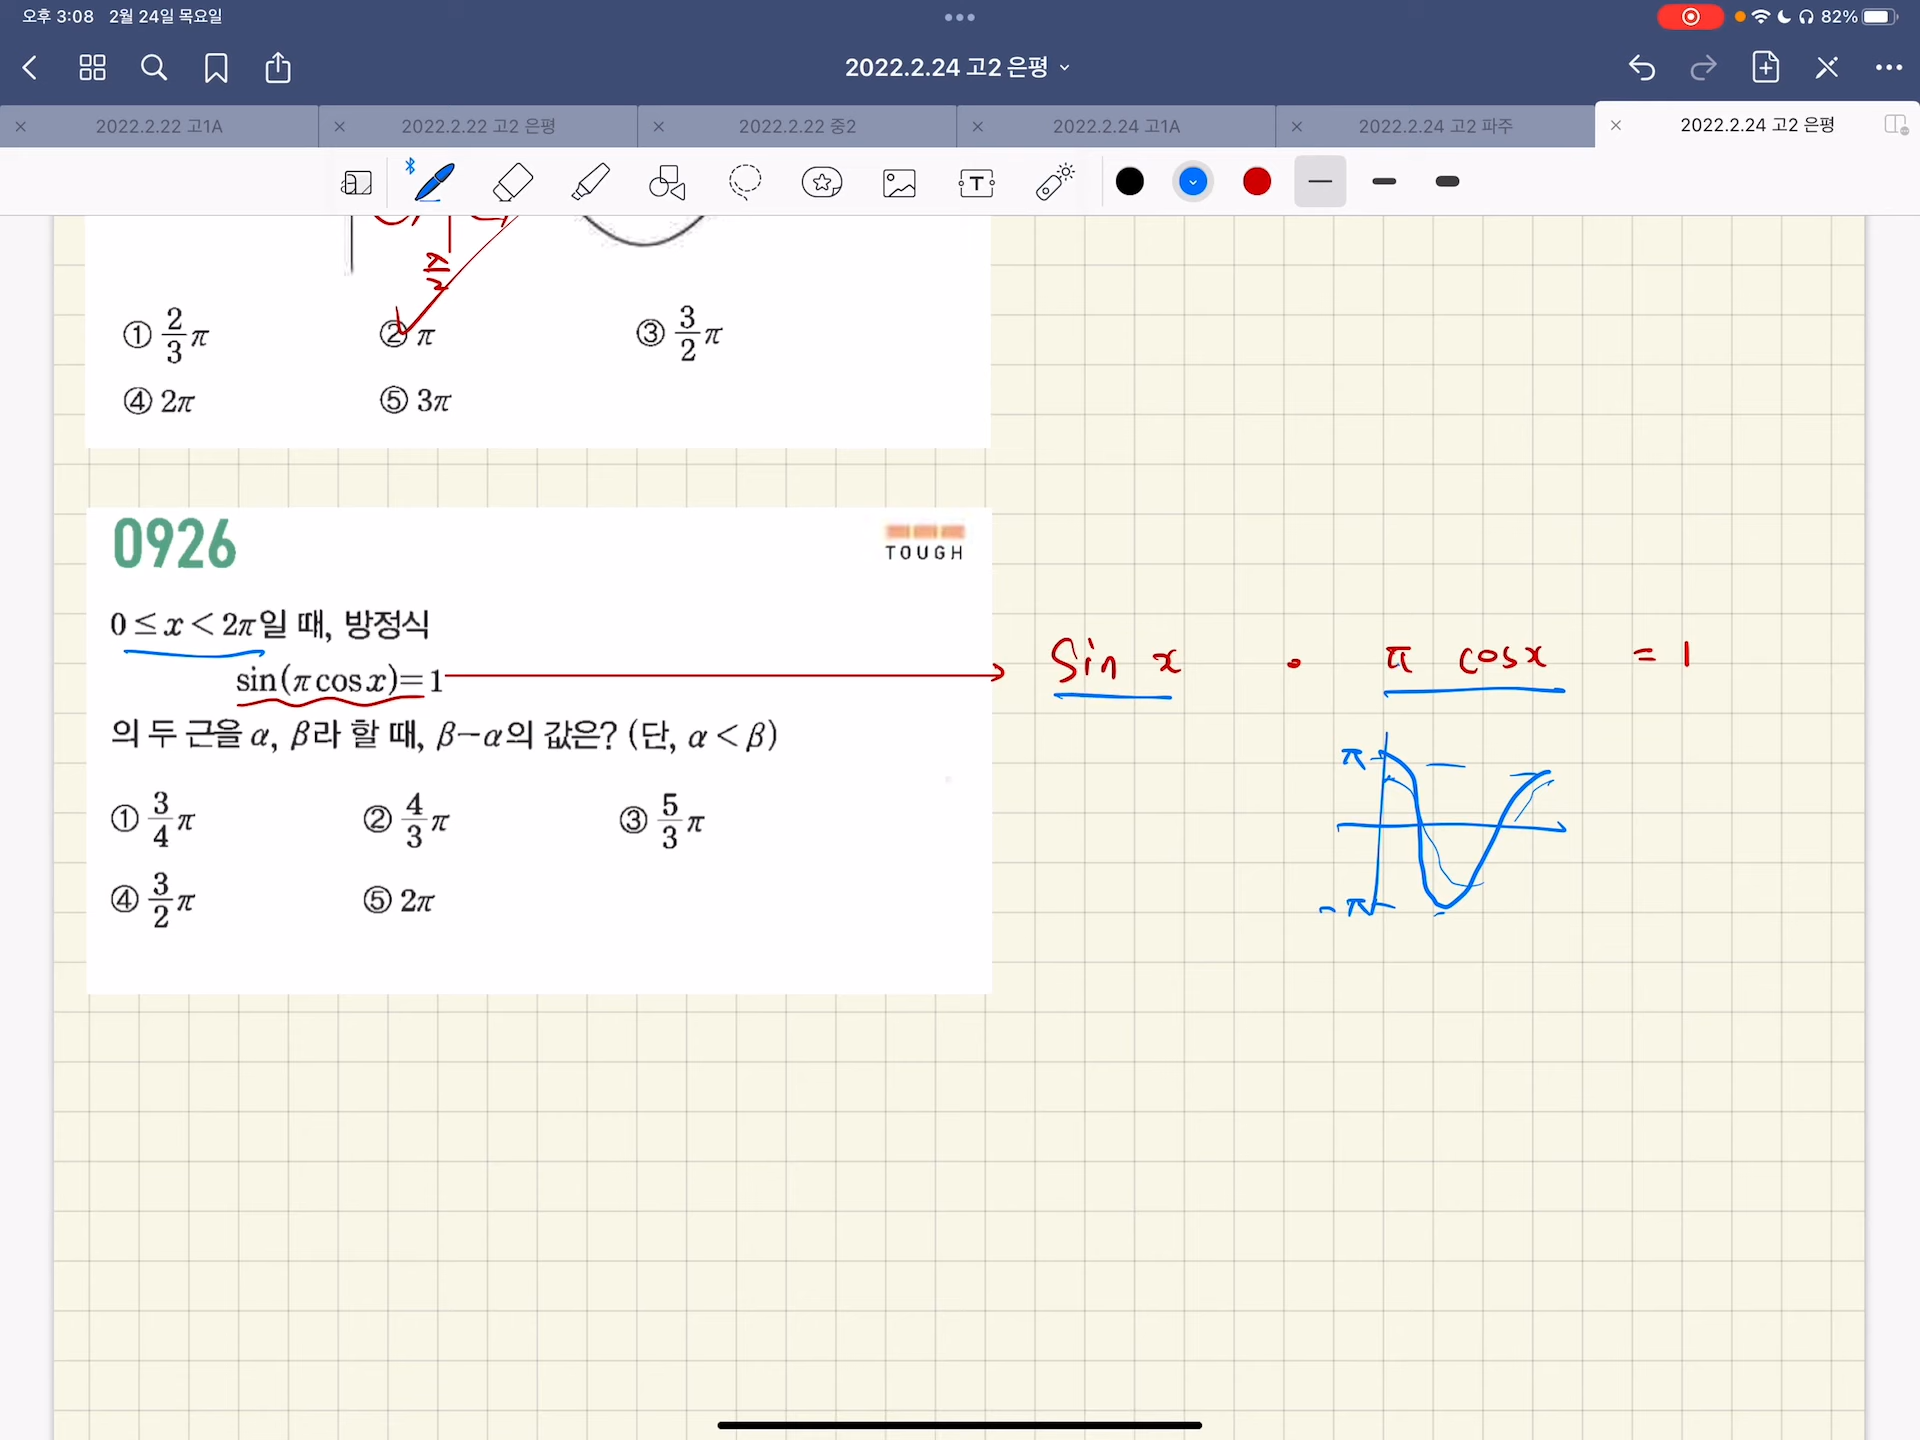 오후 3:08 2월 24일 목요일
82%
2022.2.24 고2 은평
2022.2.22 고1A
2022.2.22 고2 은평
2022.2.22 중2
2022.2.24 고1A
2022.2.24 고2 파주
2022.2.24 고2 은평
π/2
① 2/3 π ② π ③ 3/2 π
④ 2π ⑤ 3π
0926
TOUGH
0≤x<2π일 때, 방정식
sin(π cos x)=1
의 두 근을 α, β라 할 때, β-α의 값은? (단, α<β)
① 3/4 π ② 4/3 π ③ 5/3 π
④ 3/2 π ⑤ 2π
Sin x · π cosx = 1
π
-π